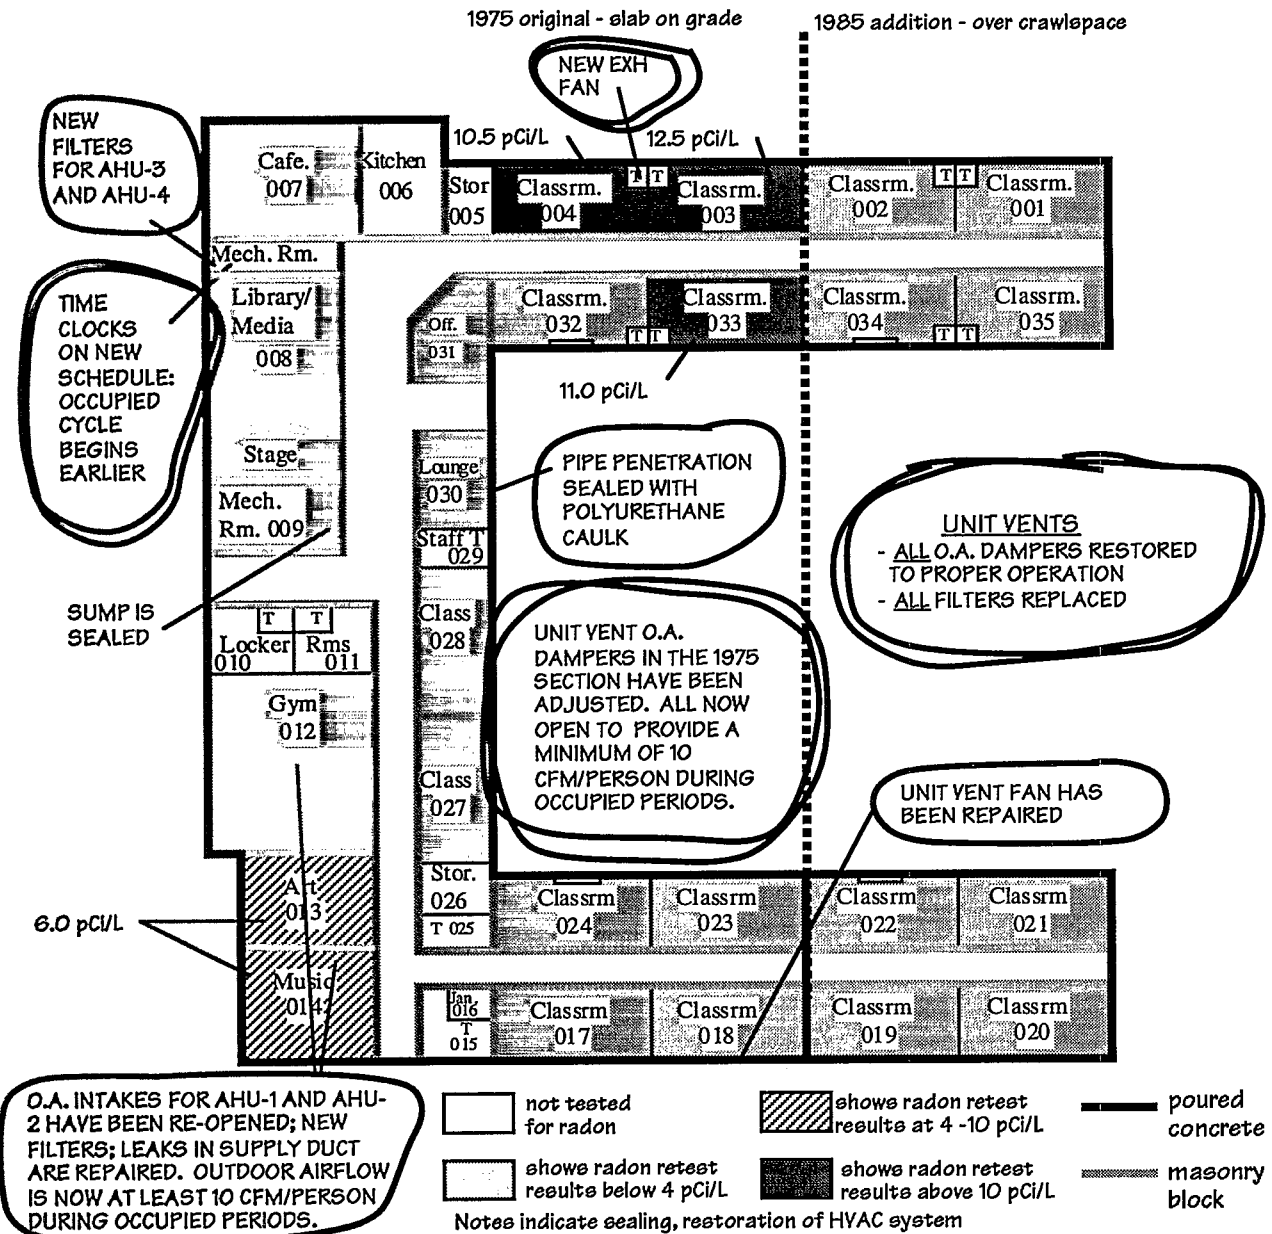 1975 original - slab on grade
1985 addition - over crawlspace
NEW EXH
FAN
NEW
FILTERS
FOR AHU-3
AND AHU-4
10.5 pCi/L
12.5 pCi/L
Cafe.
007
Kitchen
006
Stor
005
Classrm.
004
T T
Classrm.
003
Classrm.
002
T T
Classrm.
001
Mech. Rm.
Library/
Media
008
TIME
CLOCKS
ON NEW
SCHEDULE:
OCCUPIED
CYCLE
BEGINS
EARLIER
Off.
031
Classrm.
032
T T
Classrm.
033
Classrm.
034
T T
Classrm.
035
11.0 pCi/L
Stage
Mech.
Rm. 009
Lounge
030
Staff T
029
PIPE PENETRATION
SEALED WITH
POLYURETHANE
CAULK
UNIT VENTS
- ALL O.A. DAMPERS RESTORED
TO PROPER OPERATION
- ALL FILTERS REPLACED
SUMP IS
SEALED
T T
Locker
010
Rms
011
Class
028
UNIT VENT O.A.
DAMPERS IN THE 1975
SECTION HAVE BEEN
ADJUSTED. ALL NOW
OPEN TO PROVIDE A
MINIMUM OF 10
CFM/PERSON DURING
OCCUPIED PERIODS.
Gym
012
Class
027
UNIT VENT FAN HAS
BEEN REPAIRED
Art
013
6.0 pCi/L
Music
014
Stor.
026
T 025
Classrm
024
Classrm
023
Classrm
022
Classrm
021
Jan.
016
T
015
Classrm
017
Classrm
018
Classrm
019
Classrm
020
O.A. INTAKES FOR AHU-1 AND AHU-
2 HAVE BEEN RE-OPENED; NEW
FILTERS; LEAKS IN SUPPLY DUCT
ARE REPAIRED. OUTDOOR AIRFLOW
IS NOW AT LEAST 10 CFM/PERSON
DURING OCCUPIED PERIODS.
not tested
for radon
shows radon retest
results at 4 -10 pCi/L
poured
concrete
shows radon retest
results below 4 pCi/L
shows radon retest
results above 10 pCi/L
masonry
block
Notes indicate sealing, restoration of HVAC system